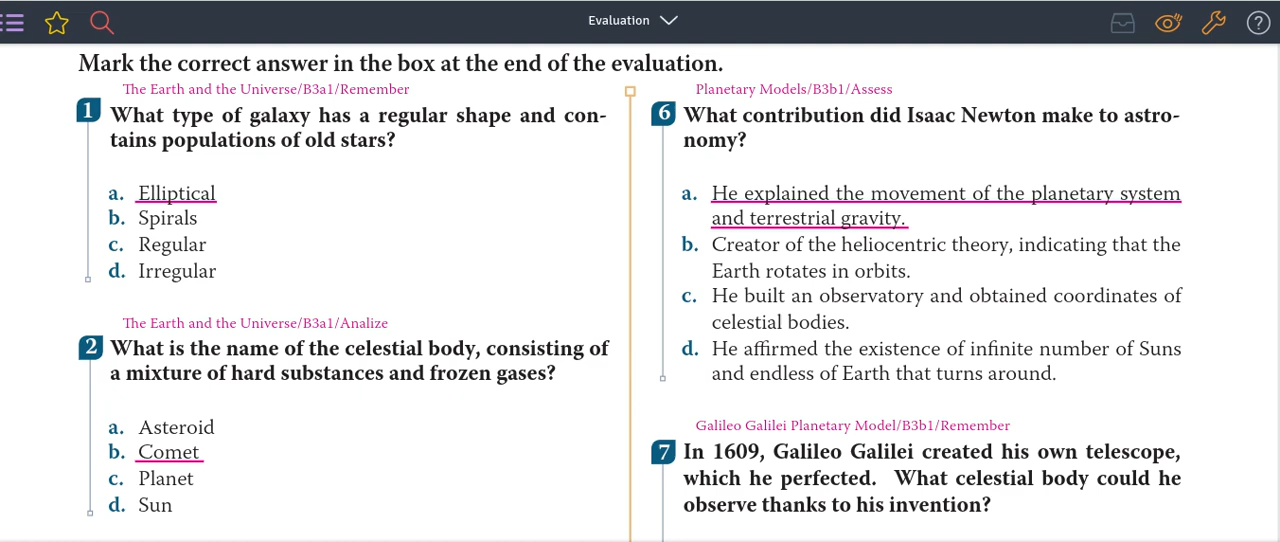 Evaluation
Mark the correct answer in the box at the end of the evaluation.
The Earth and the Universe/B3a1/Remember
1 What type of galaxy has a regular shape and con-
tains populations of old stars?
a. Elliptical
b. Spirals
c. Regular
d. Irregular
The Earth and the Universe/B3a1/Analize
2 What is the name of the celestial body, consisting of
a mixture of hard substances and frozen gases?
a. Asteroid
b. Comet
c. Planet
d. Sun
Planetary Models/B3b1/Assess
6 What contribution did Isaac Newton make to astro-
nomy?
a. He explained the movement of the planetary system
and terrestrial gravity.
b. Creator of the heliocentric theory, indicating that the
Earth rotates in orbits.
c. He built an observatory and obtained coordinates of
celestial bodies.
d. He affirmed the existence of infinite number of Suns
and endless of Earth that turns around.
Galileo Galilei Planetary Model/B3b1/Remember
7 In 1609, Galileo Galilei created his own telescope,
which he perfected. What celestial body could he
observe thanks to his invention?